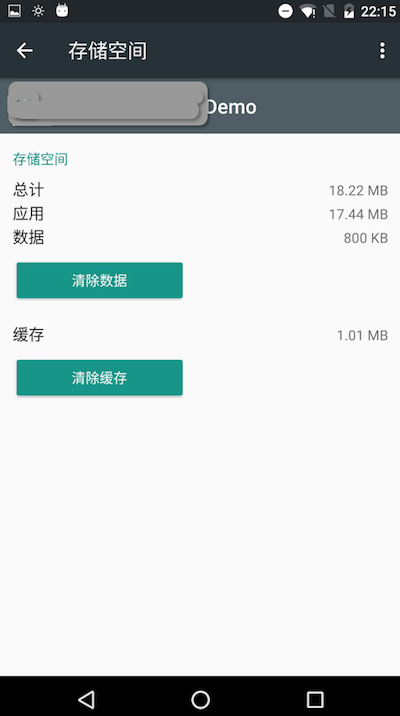 22:15
存储空间
Demo
存储空间
总计 18.22 MB
应用 17.44 MB
数据 800 KB
清除数据
缓存 1.01 MB
清除缓存